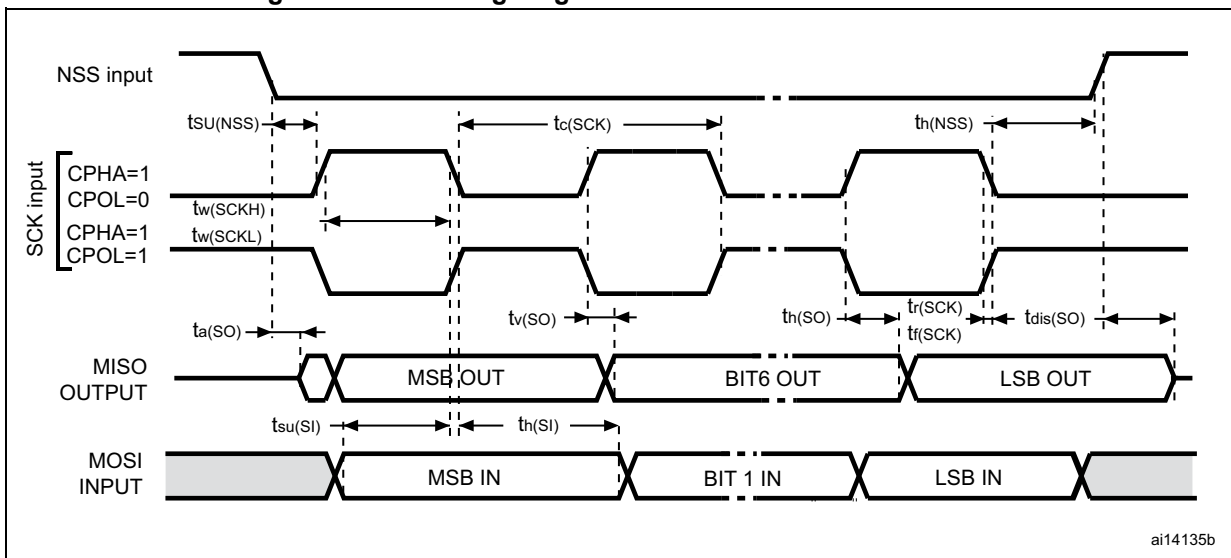 NSS input
tSU(NSS)
tc(SCK)
th(NSS)
SCK input
CPHA=1
CPOL=0
tw(SCKH)
CPHA=1
tw(SCKL)
CPOL=1
ta(SO)
tv(SO)
th(SO)
tr(SCK)
tf(SCK)
tdis(SO)
MISO
OUTPUT
MSB OUT
BIT6 OUT
LSB OUT
tsu(SI)
th(SI)
MOSI
INPUT
MSB IN
BIT 1 IN
LSB IN
ai14135b